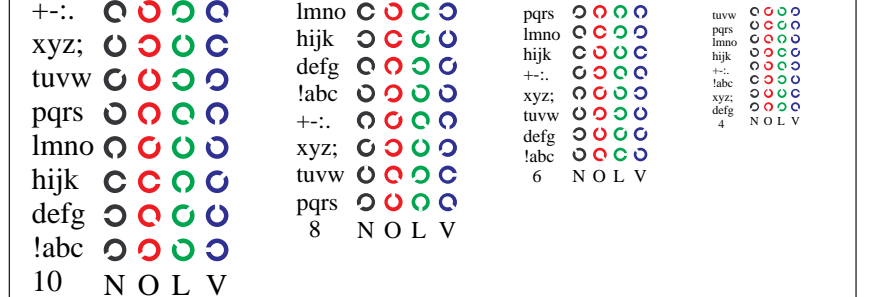 +-:.
xyz;
tuvw
pqrs
lmno
hijk
defg
!abc
10 N O L V
lmno
hijk
defg
!abc
+-:.
xyz;
tuvw
pqrs
8 N O L V
pqrs
lmno
hijk
+-:.
xyz;
tuvw
defg
!abc
6 N O L V
tuvw
pqrs
lmno
hijk
+-:.
!abc
xyz;
defg
4 N O L V